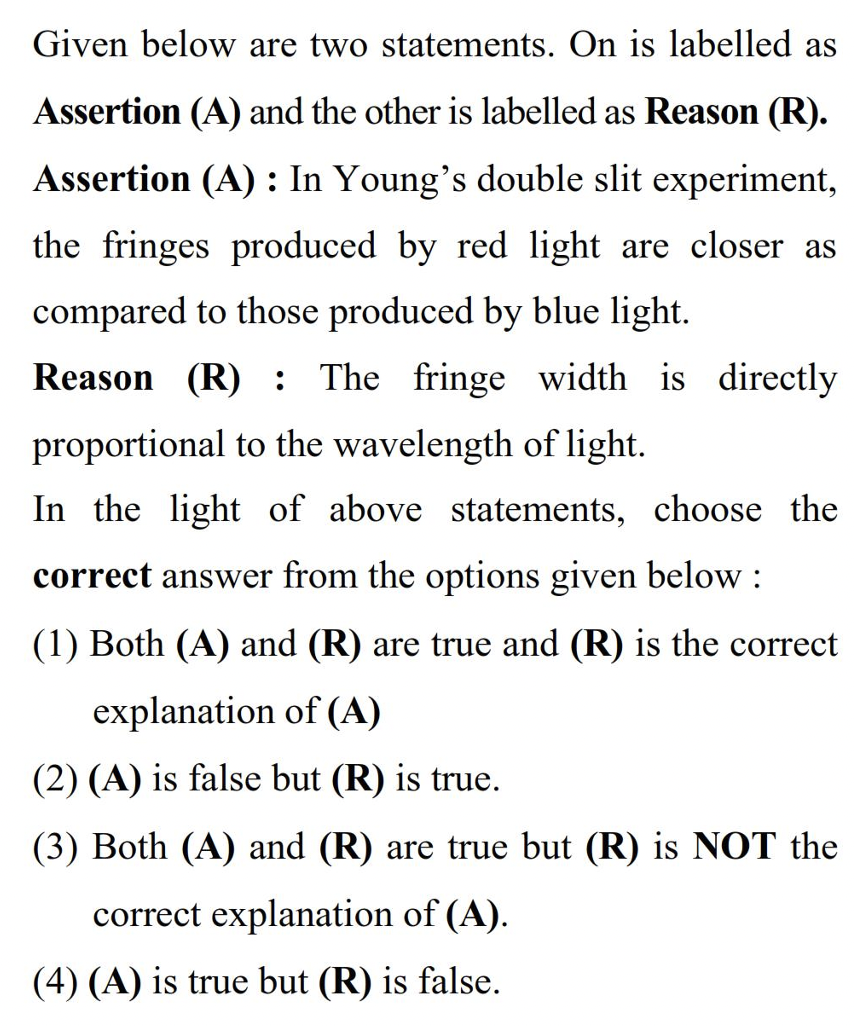 Given below are two statements. On is labelled as
Assertion (A) and the other is labelled as Reason (R).
Assertion (A) : In Young’s double slit experiment,
the fringes produced by red light are closer as
compared to those produced by blue light.
Reason (R) : The fringe width is directly
proportional to the wavelength of light.
In the light of above statements, choose the
correct answer from the options given below :
(1) Both (A) and (R) are true and (R) is the correct
explanation of (A)
(2) (A) is false but (R) is true.
(3) Both (A) and (R) are true but (R) is NOT the
correct explanation of (A).
(4) (A) is true but (R) is false.